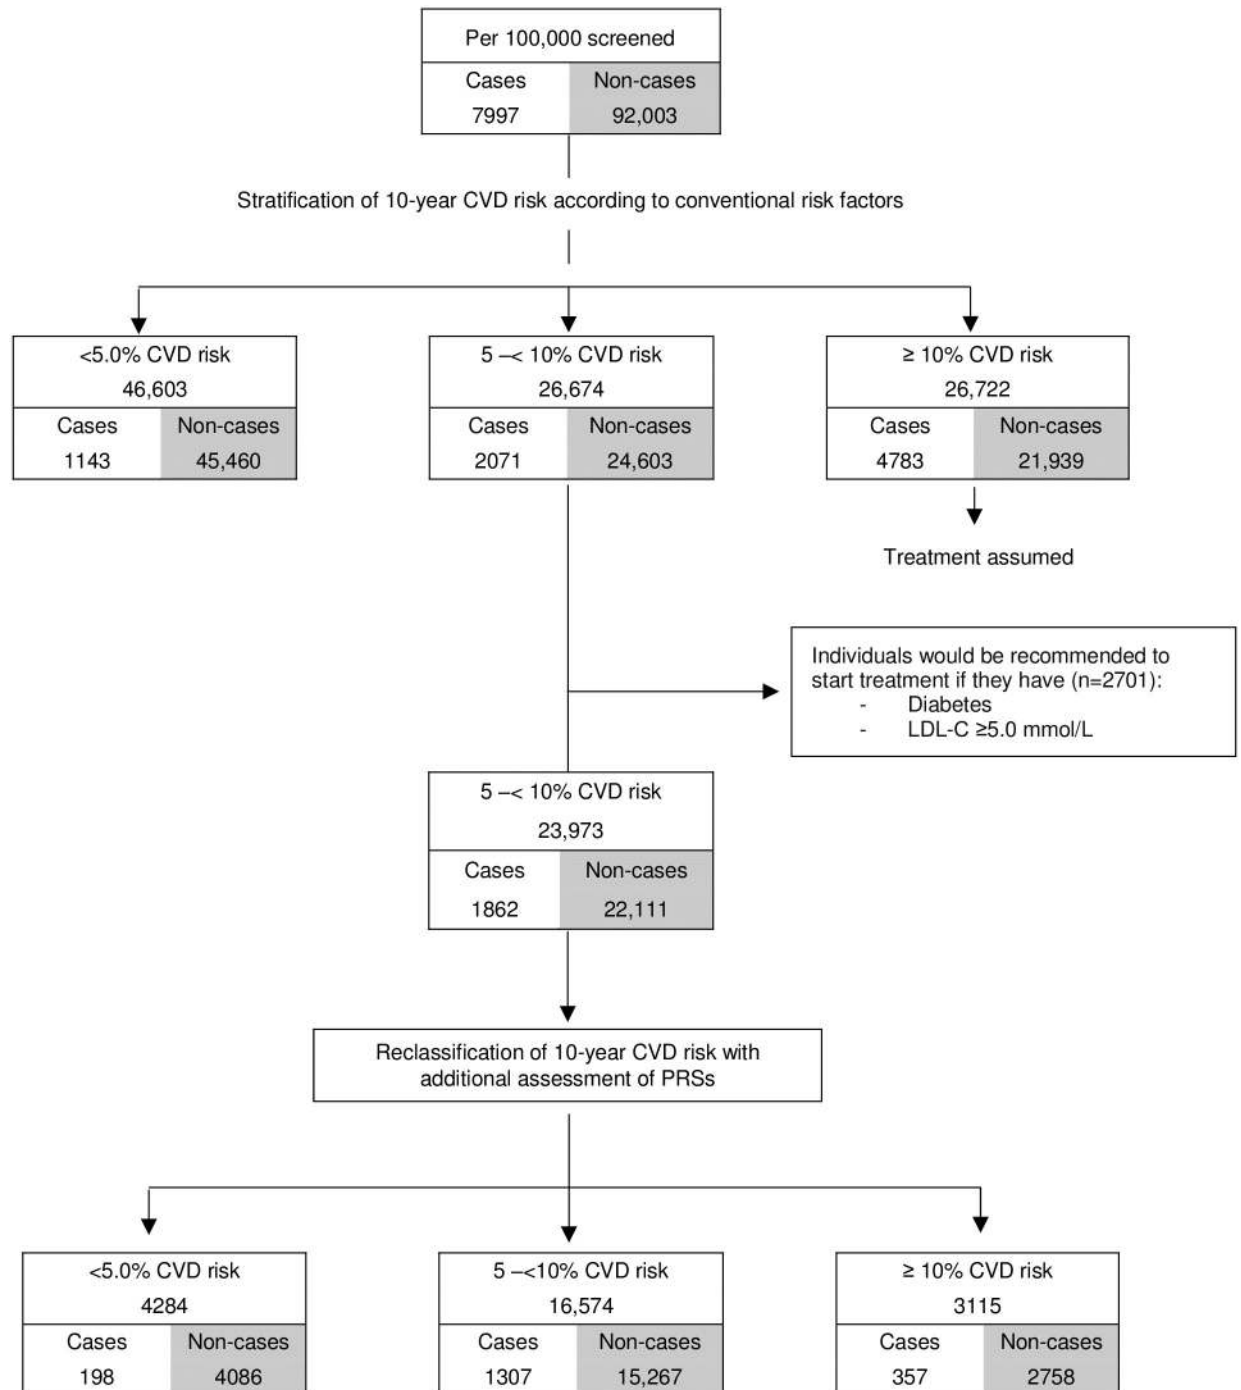 Per 100,000 screened
Cases Non-cases
7997 92,003
Stratification of 10-year CVD risk according to conventional risk factors
<5.0% CVD risk
46,603
Cases Non-cases
1143 45,460
5 –< 10% CVD risk
26,674
Cases Non-cases
2071 24,603
≥ 10% CVD risk
26,722
Cases Non-cases
4783 21,939
Treatment assumed
Individuals would be recommended to
start treatment if they have (n=2701):
- Diabetes
- LDL-C ≥5.0 mmol/L
5 –< 10% CVD risk
23,973
Cases Non-cases
1862 22,111
Reclassification of 10-year CVD risk with
additional assessment of PRSs
<5.0% CVD risk
4284
Cases Non-cases
198 4086
5 –<10% CVD risk
16,574
Cases Non-cases
1307 15,267
≥ 10% CVD risk
3115
Cases Non-cases
357 2758